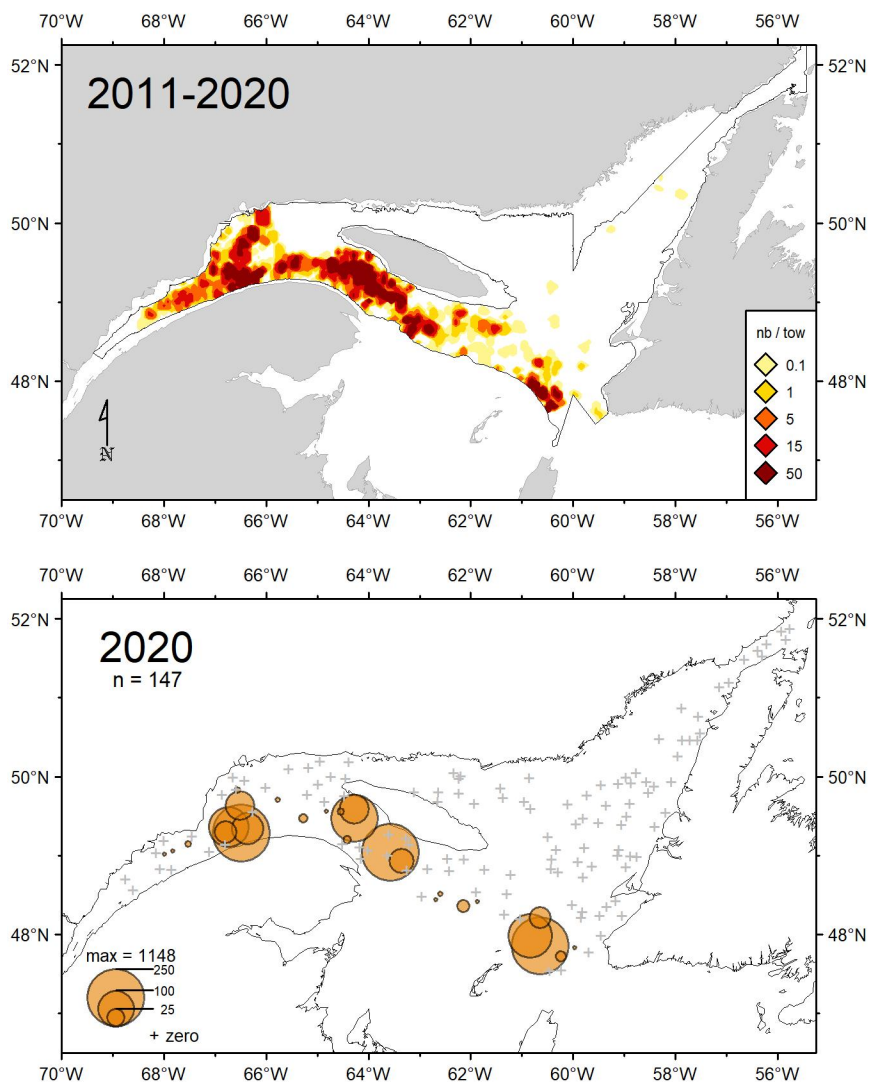 70°W 68°W 66°W 64°W 62°W 60°W 58°W 56°W
52°N 52°N
2011-2020
50°N 50°N
nb / tow
0.1
48°N 48°N
1
5
15
N
50
70°W 68°W 66°W 64°W 62°W 60°W 58°W 56°W
70°W 68°W 66°W 64°W 62°W 60°W 58°W 56°W
52°N 52°N
2020
n = 147
50°N 50°N
48°N 48°N
max = 1148
250
100
25
+ zero
70°W 68°W 66°W 64°W 62°W 60°W 58°W 56°W